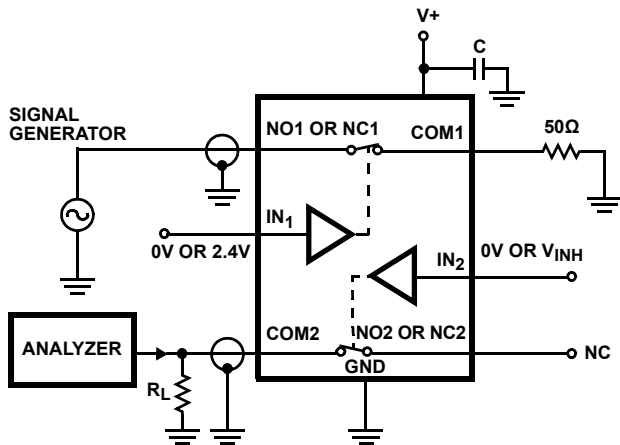 V+
C
SIGNAL
GENERATOR
NO1 OR NC1
COM1
50Ω
IN1
0V OR 2.4V
IN2
0V OR VINH
COM2
NO2 OR NC2
NC
ANALYZER
GND
RL